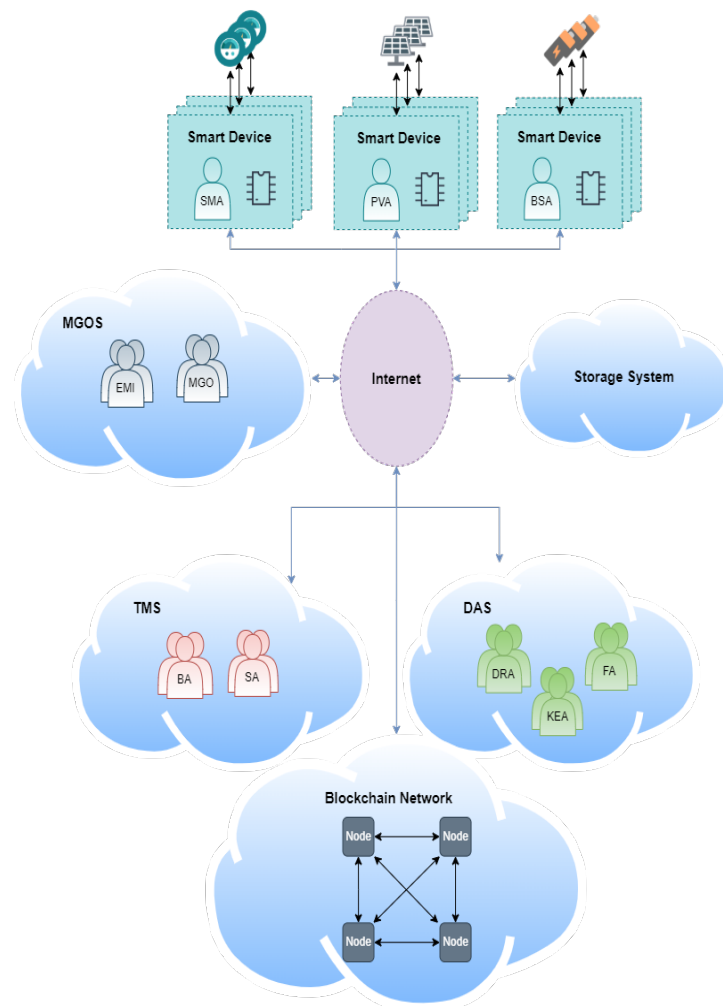 Smart Device
Smart Device
Smart Device
SMA
PVA
BSA
MGOS
EMI
MGO
Internet
Storage System
TMS
BA
SA
DAS
DRA
FA
KEA
Blockchain Network
Node
Node
Node
Node